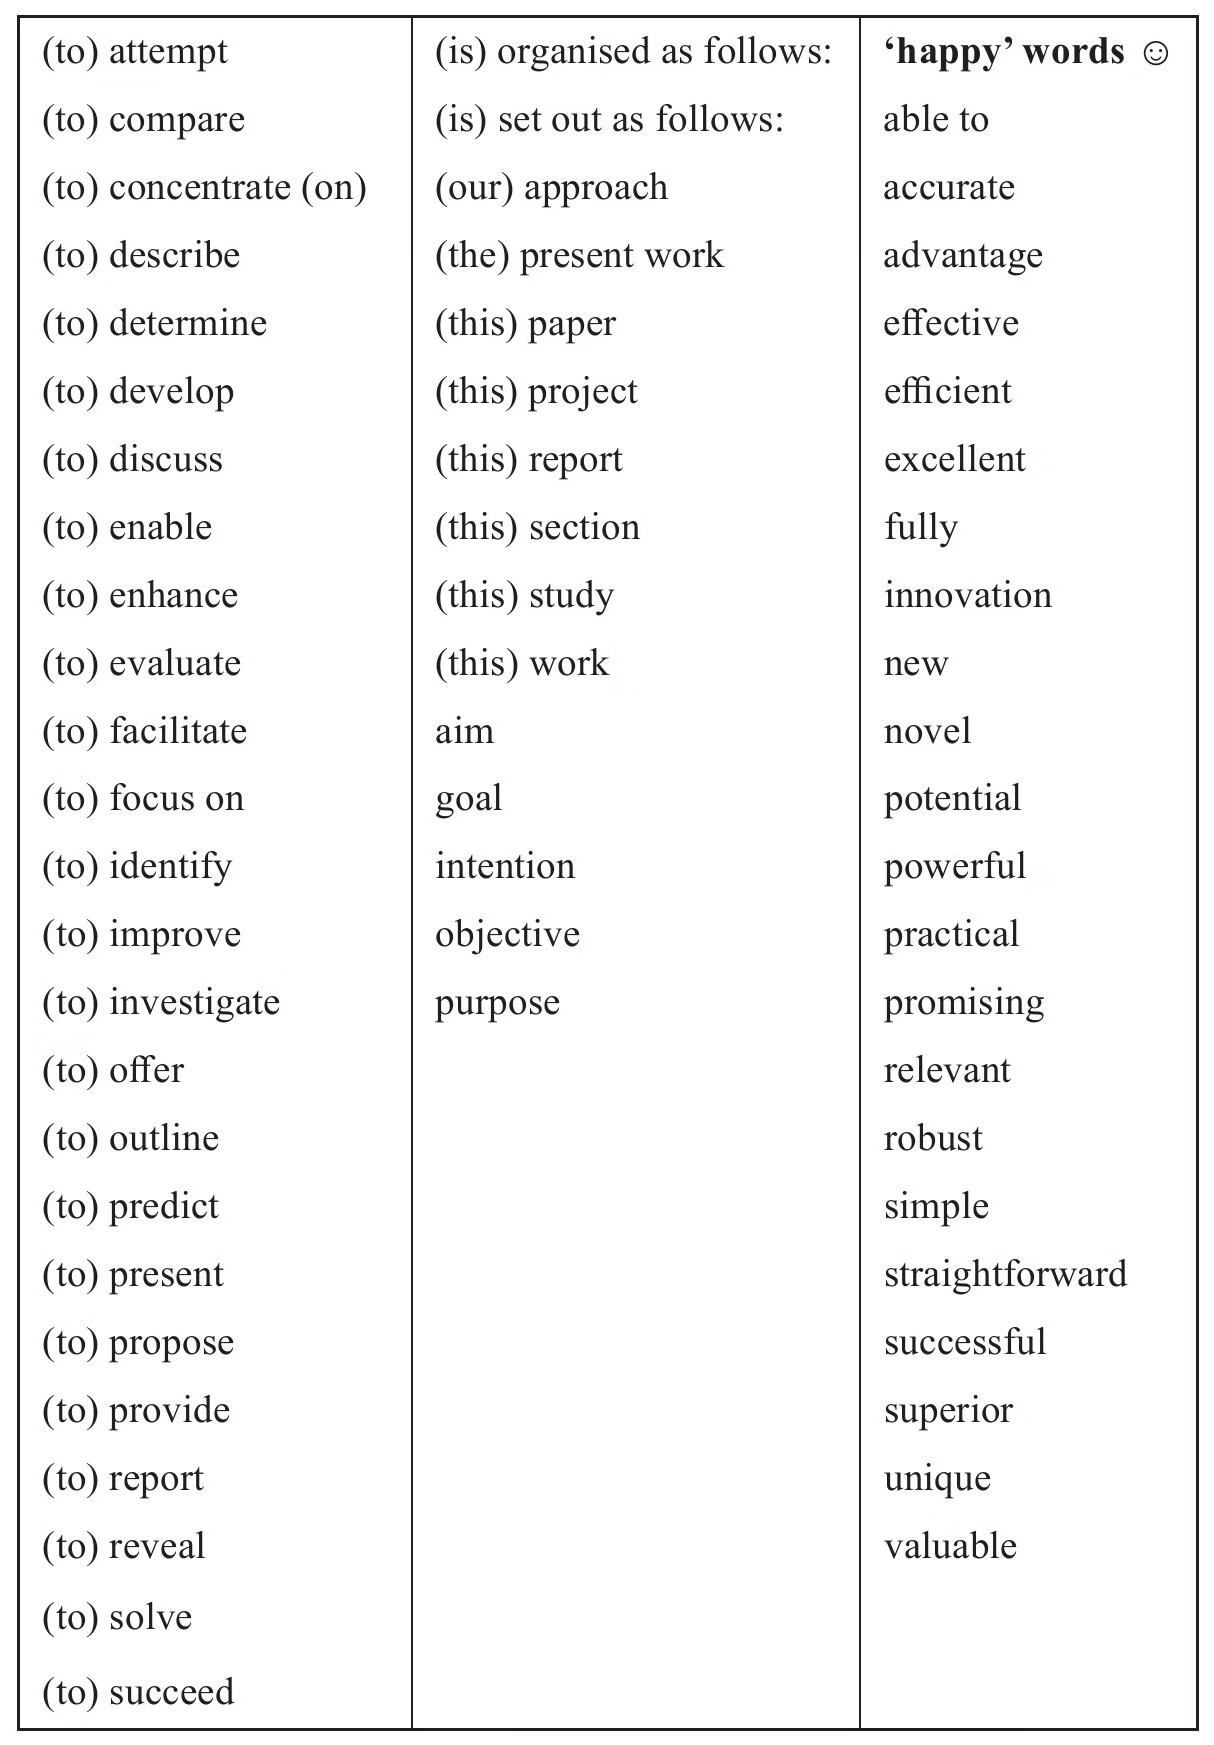 (to) attempt
(to) compare
(to) concentrate (on)
(to) describe
(to) determine
(to) develop
(to) discuss
(to) enable
(to) enhance
(to) evaluate
(to) facilitate
(to) focus on
(to) identify
(to) improve
(to) investigate
(to) offer
(to) outline
(to) predict
(to) present
(to) propose
(to) provide
(to) report
(to) reveal
(to) solve
(to) succeed
(is) organised as follows:
(is) set out as follows:
(our) approach
(the) present work
(this) paper
(this) project
(this) report
(this) section
(this) study
(this) work
aim
goal
intention
objective
purpose
‘happy’ words ☺
able to
accurate
advantage
effective
efficient
excellent
fully
innovation
new
novel
potential
powerful
practical
promising
relevant
robust
simple
straightforward
successful
superior
unique
valuable